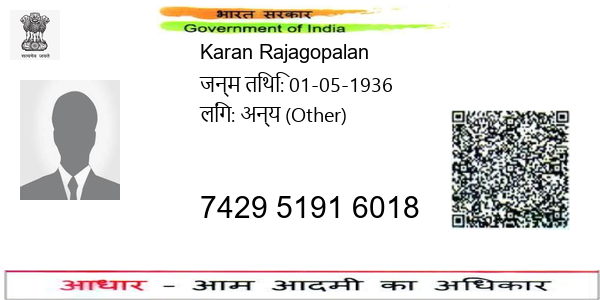 भारत सरकार
Government of India
सत्यमेव जयते
Karan Rajagopalan
जन्म तिथि: 01-05-1936
लिंग: अन्य (Other)
7429 5191 6018
आधार - आम आदमी का अधिकार